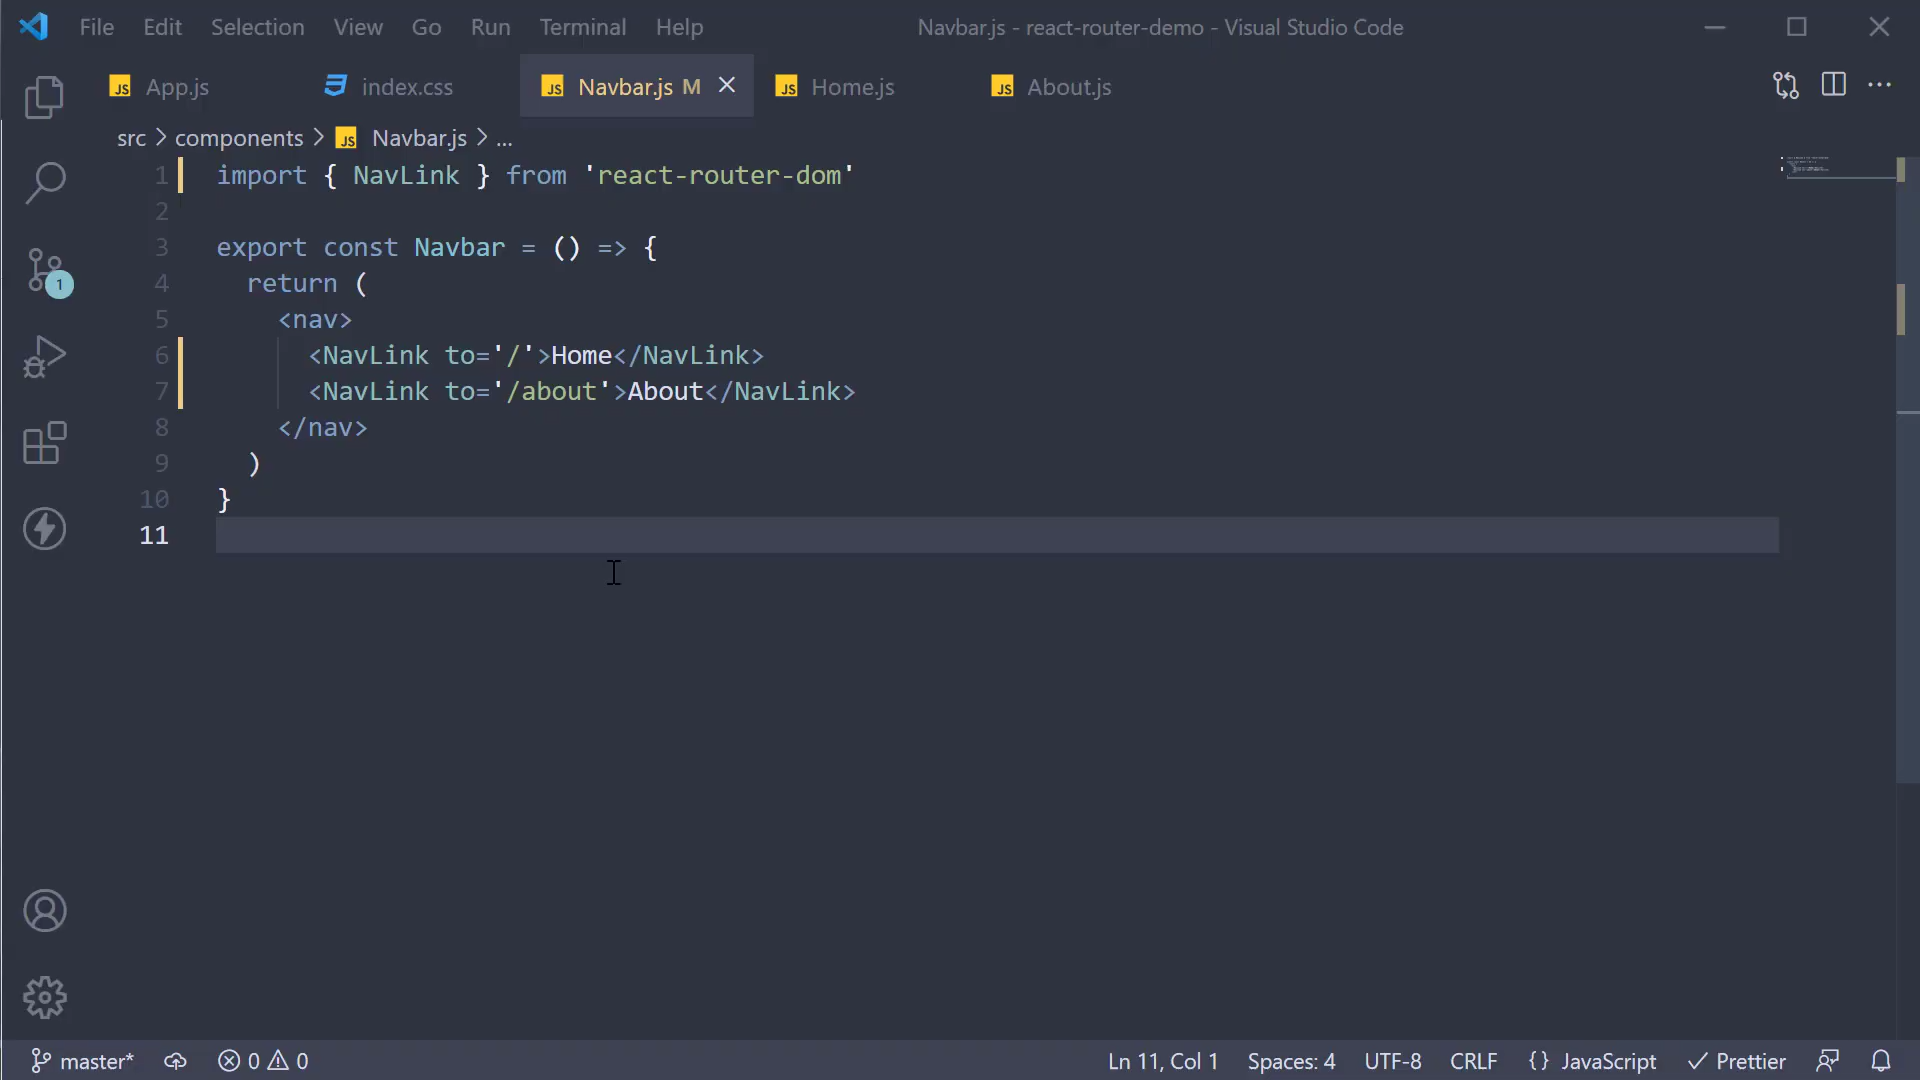 File Edit Selection View Go Run Terminal Help Navbar.js - react-router-demo - Visual Studio Code
JS App.js index.css JS Navbar.js M JS Home.js JS About.js
src > components > JS Navbar.js > ...
1 import { NavLink } from 'react-router-dom'
2
3 export const Navbar = () => {
4 return (
5 <nav>
6 <NavLink to='/'>Home</NavLink>
7 <NavLink to='/about'>About</NavLink>
8 </nav>
9 )
10 }
11
1
master* 0 0 Ln 11, Col 1 Spaces: 4 UTF-8 CRLF {} JavaScript Prettier